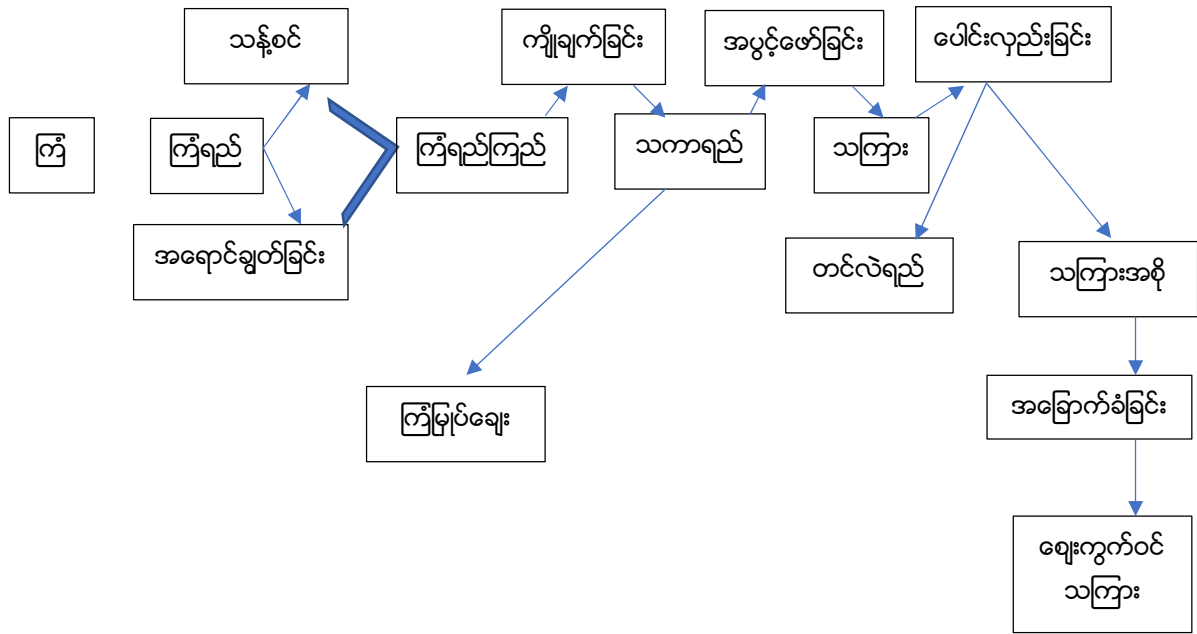 သန့်စင်
ကျိုချက်ခြင်း
အပွင့်ဖော်ခြင်း
ပေါင်းလှည်းခြင်း
ကြံ
ကြံရည်
ကြံရည်ကြည်
သကာရည်
သကြား
အရောင်ချွတ်ခြင်း
တင်လဲရည်
သကြားအစို
ကြံမြှုပ်ချေး
အခြောက်ခံခြင်း
ဈေးကွက်ဝင်
သကြား